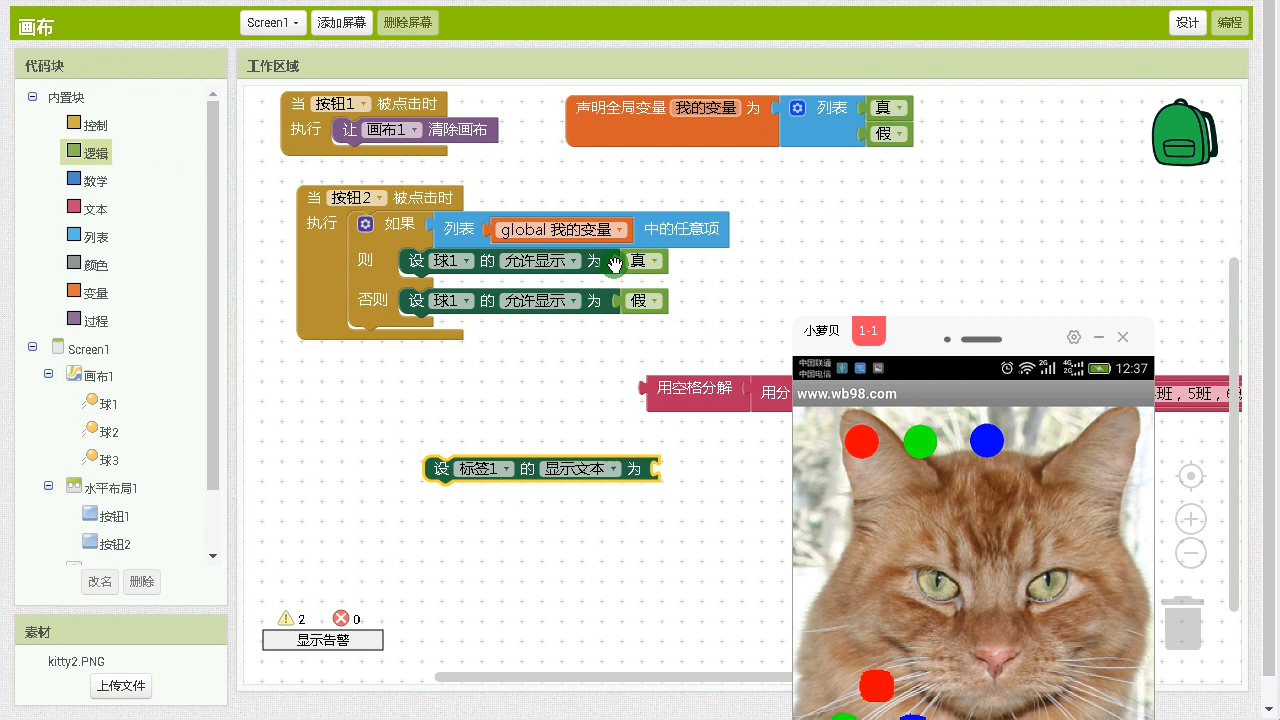 画布
Screen1
添加屏幕
删除屏幕
设计
编程
代码块
内置块
控制
逻辑
数学
文本
列表
颜色
变量
过程
Screen1
画布1
球1
球2
球3
水平布局1
按钮1
按钮2
改名
删除
素材
kitty2.PNG
上传文件
工作区域
当 按钮1 被点击时
执行 让 画布1 清除画布
声明全局变量 我的变量 为 列表 真
假
当 按钮2 被点击时
执行 如果 列表 global 我的变量 中的任意项
则 设 球1 的 允许显示 为 真
否则 设 球1 的 允许显示 为 假
用空格分解 用分
班，5班，
设 标签1 的 显示文本 为
2 0
显示告警
小萝贝 1-1
中国联通
中国电信
2G
4G
2G
12:37
www.wb98.com